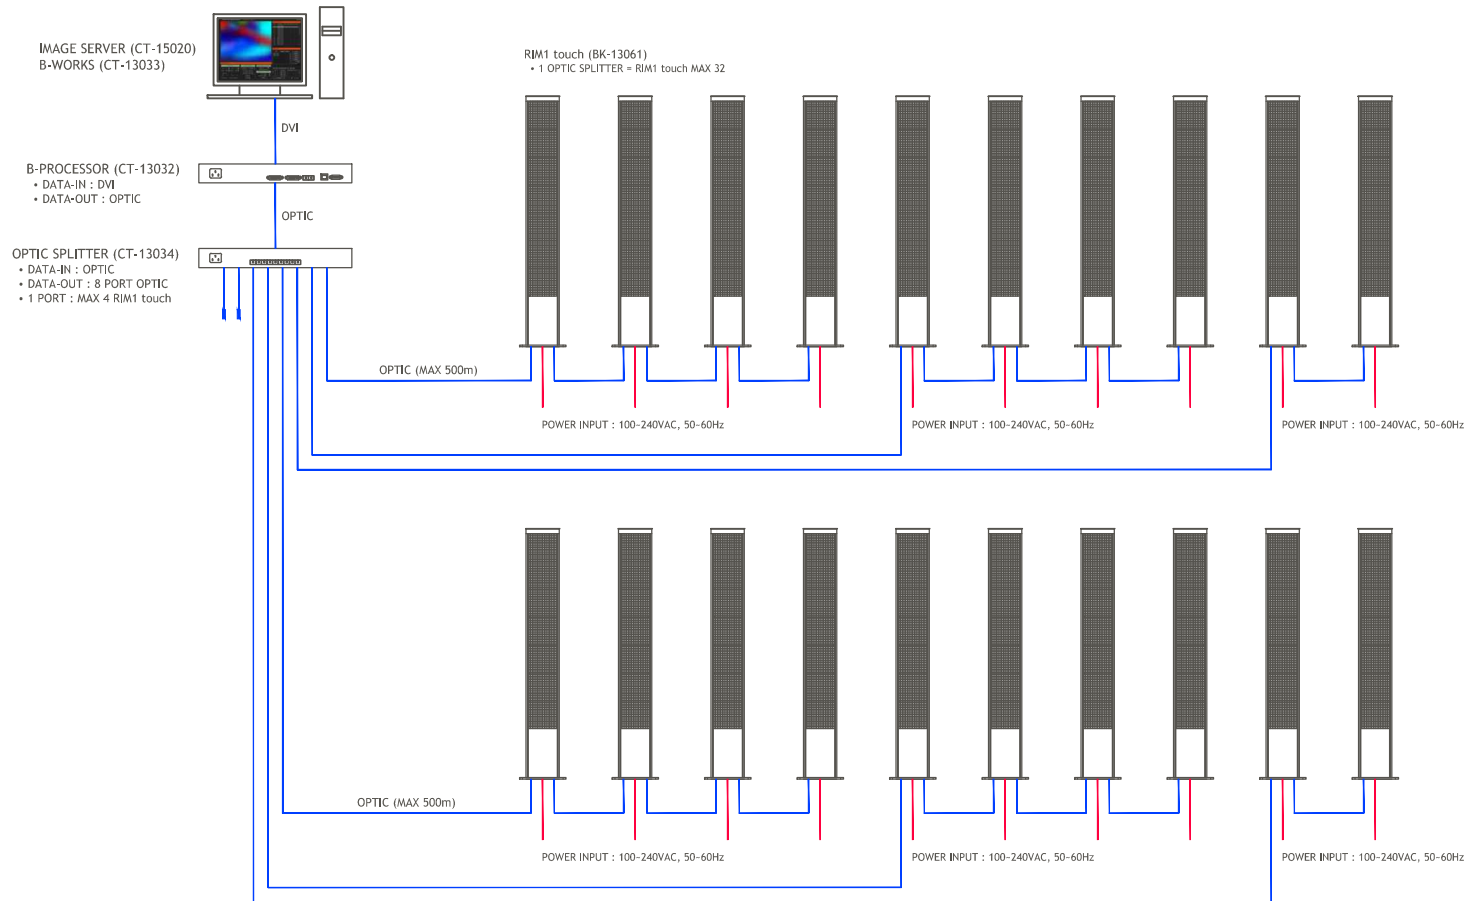 IMAGE SERVER (CT-15020)
B-WORKS (CT-13033)
DVI
B-PROCESSOR (CT-13032)
• DATA-IN : DVI
• DATA-OUT : OPTIC
OPTIC
OPTIC SPLITTER (CT-13034)
• DATA-IN : OPTIC
• DATA-OUT : 8 PORT OPTIC
• 1 PORT : MAX 4 RIM1 touch
RIM1 touch (BK-13061)
• 1 OPTIC SPLITTER = RIM1 touch MAX 32
OPTIC (MAX 500m)
POWER INPUT : 100~240VAC, 50~60Hz
POWER INPUT : 100~240VAC, 50~60Hz
POWER INPUT : 100~240VAC, 50~60Hz
OPTIC (MAX 500m)
POWER INPUT : 100~240VAC, 50~60Hz
POWER INPUT : 100~240VAC, 50~60Hz
POWER INPUT : 100~240VAC, 50~60Hz